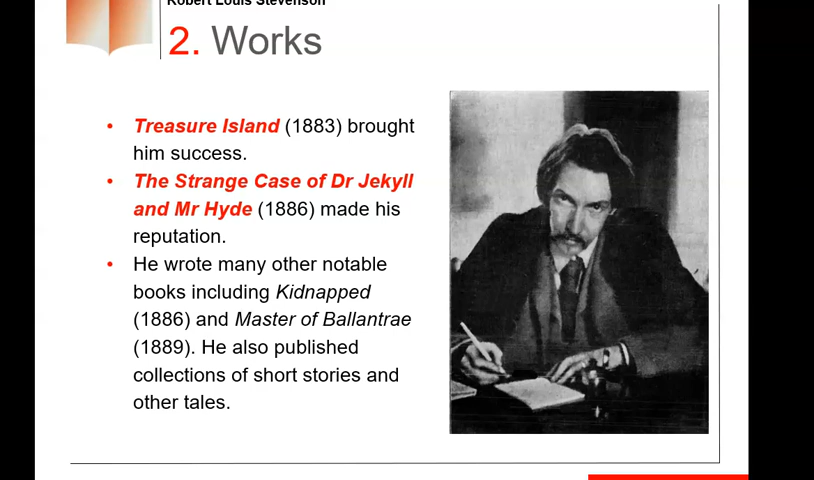 Robert Louis Stevenson
2. Works
• Treasure Island (1883) brought
him success.
• The Strange Case of Dr Jekyll
and Mr Hyde (1886) made his
reputation.
• He wrote many other notable
books including Kidnapped
(1886) and Master of Ballantrae
(1889). He also published
collections of short stories and
other tales.